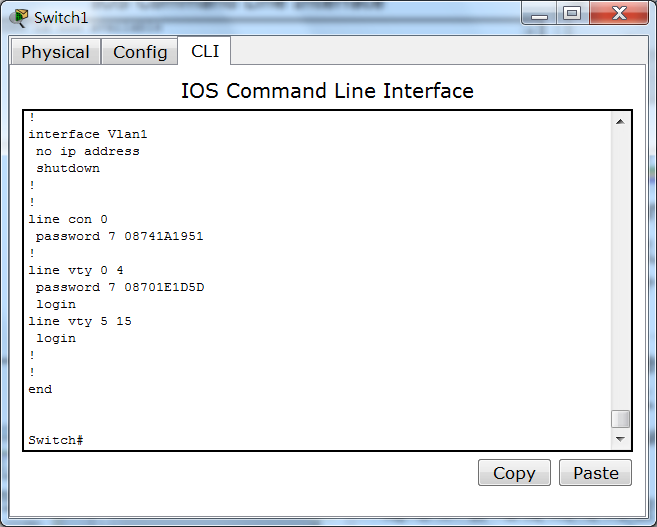 Switch1
Physical Config CLI
IOS Command Line Interface
!
interface Vlan1
 no ip address
 shutdown
!
!
line con 0
 password 7 08741A1951
!
line vty 0 4
 password 7 08701E1D5D
 login
line vty 5 15
 login
!
!
end
Switch#
Copy Paste